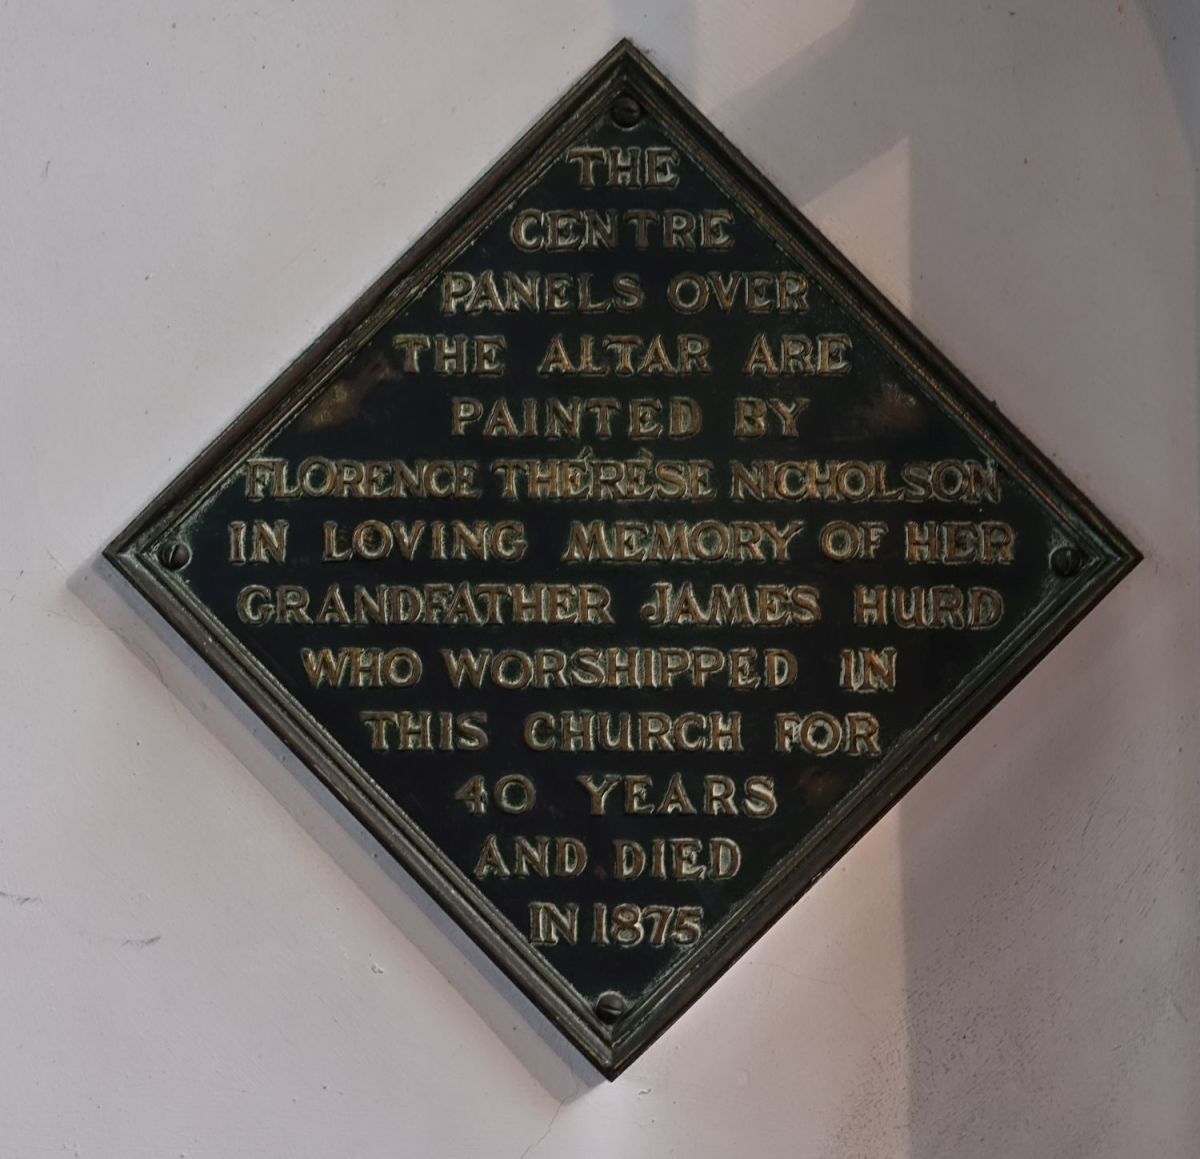 THE
CENTRE
PANELS OVER
THE ALTAR ARE
PAINTED BY
FLORENCE THÉRÈSE NICHOLSON
IN LOVING MEMORY OF HER
GRANDFATHER JAMES HURD
WHO WORSHIPPED IN
THIS CHURCH FOR
40 YEARS
AND DIED
IN 1875